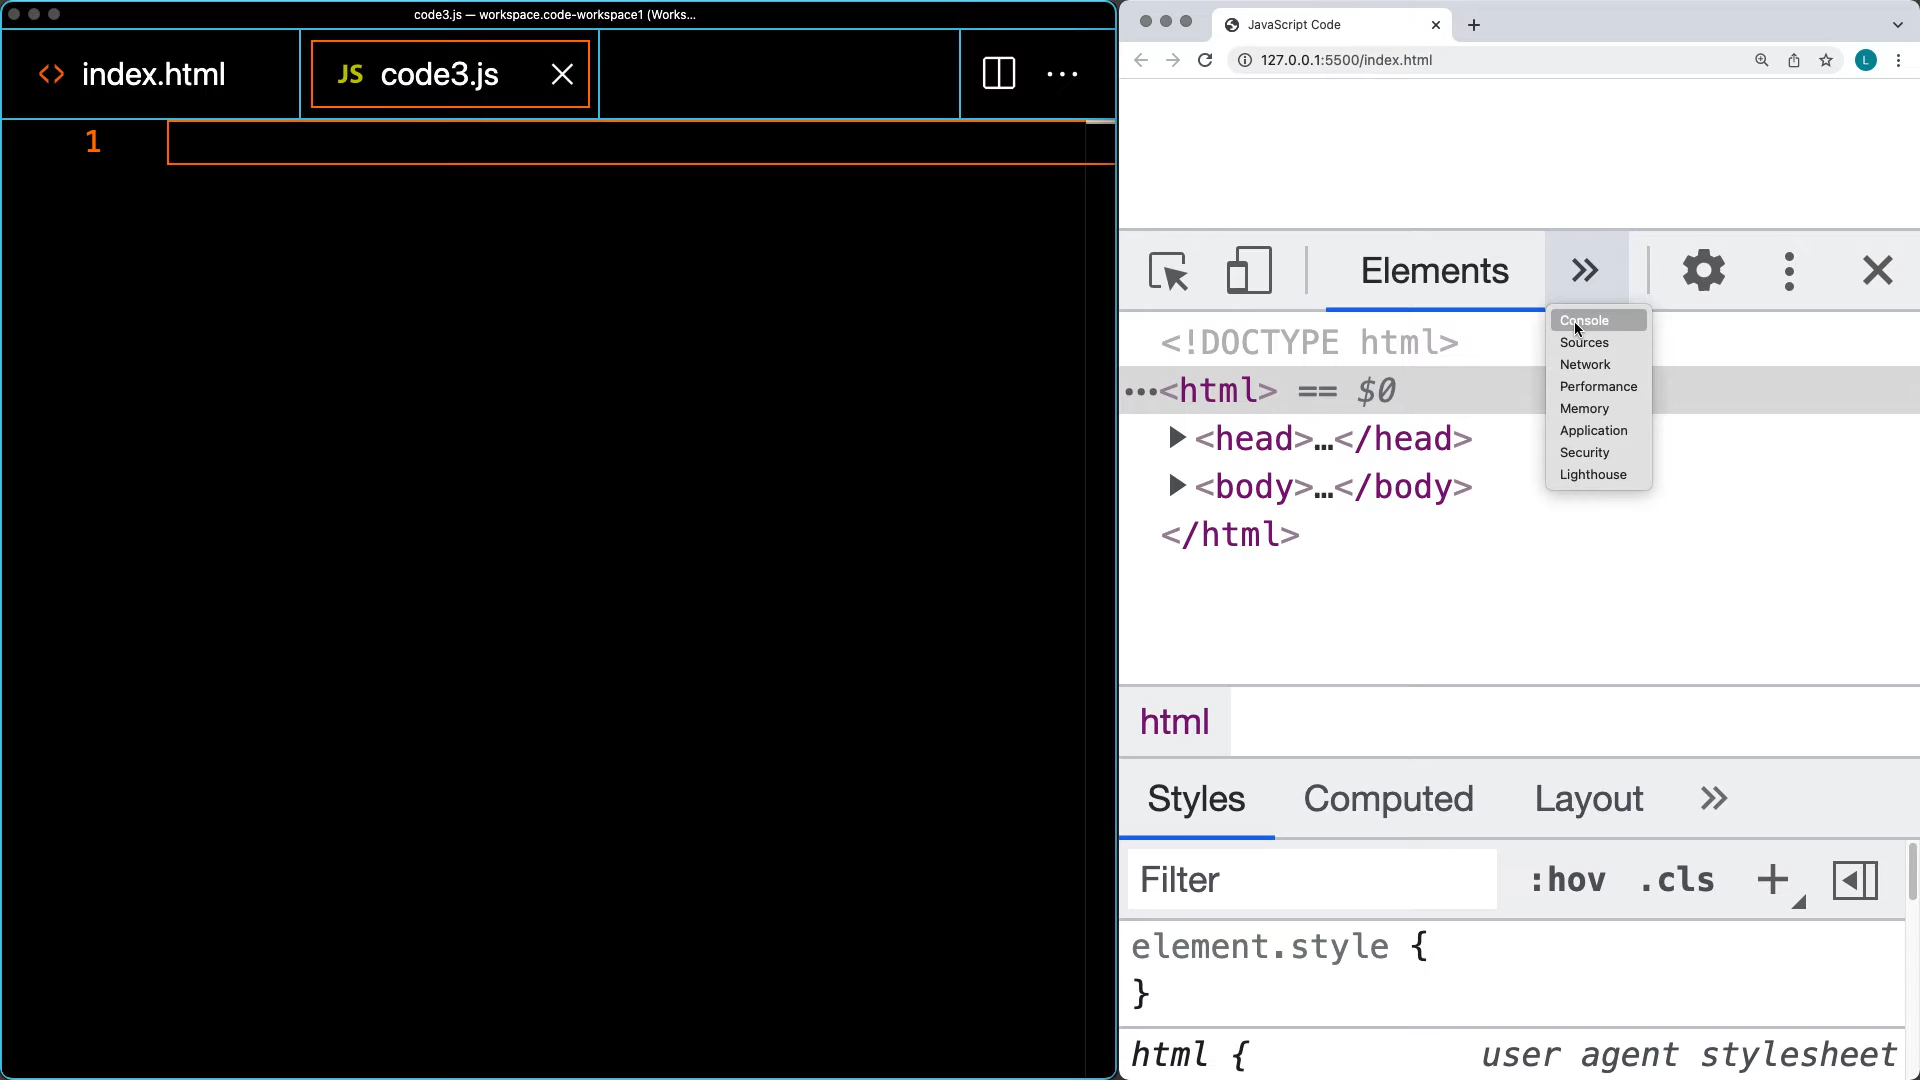 code3.js — workspace.code-workspace1 (Works...
<> index.html
JS code3.js
1
JavaScript Code
127.0.0.1:5500/index.html
L
Elements
Console
Sources
Network
Performance
Memory
Application
Security
Lighthouse
<!DOCTYPE html>
<html> == $0
<head>…</head>
<body>…</body>
</html>
html
Styles Computed Layout
Filter :hov .cls
element.style {
}
html { user agent stylesheet